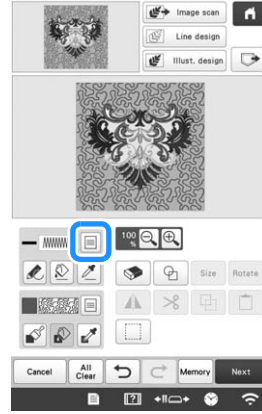 Image scan
Line design
Illust. design
100 %
Size
Rotate
Cancel
All Clear
Memory
Next